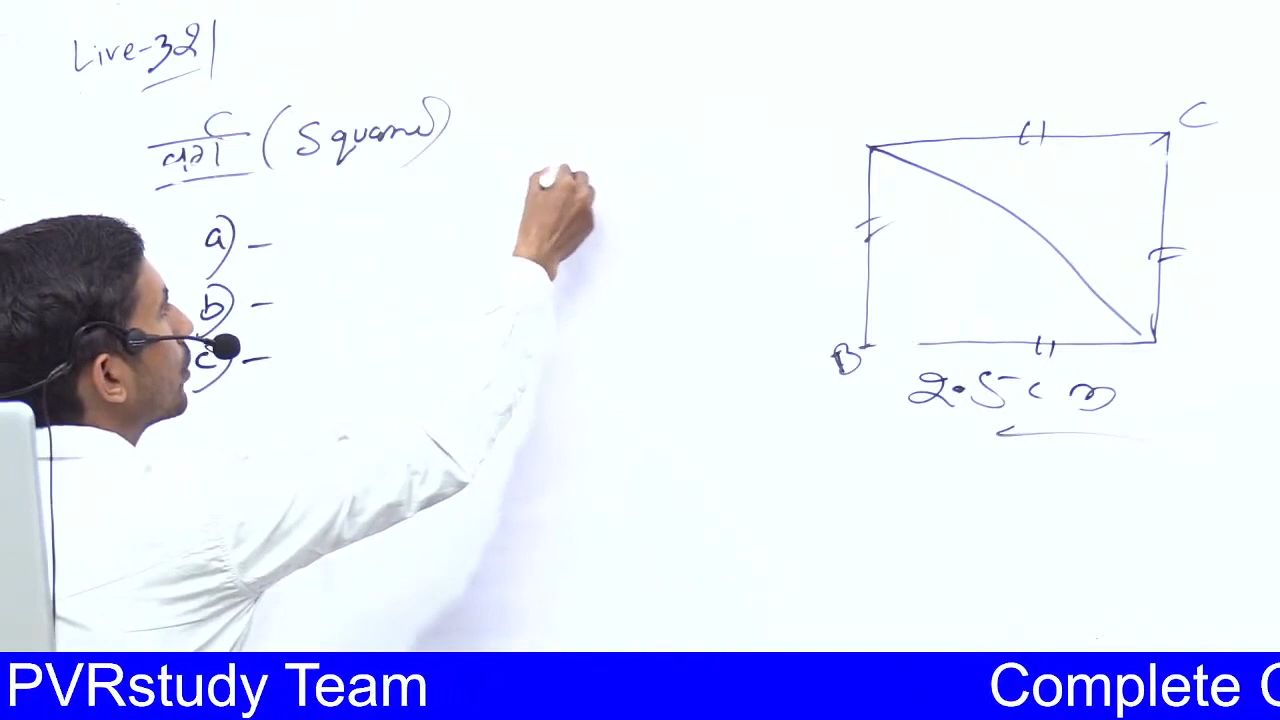 Live-321
वर्ग (Square)
a) –
b) –
c) –
C
B
2.5 cm
PVRstudy Team
Complete C